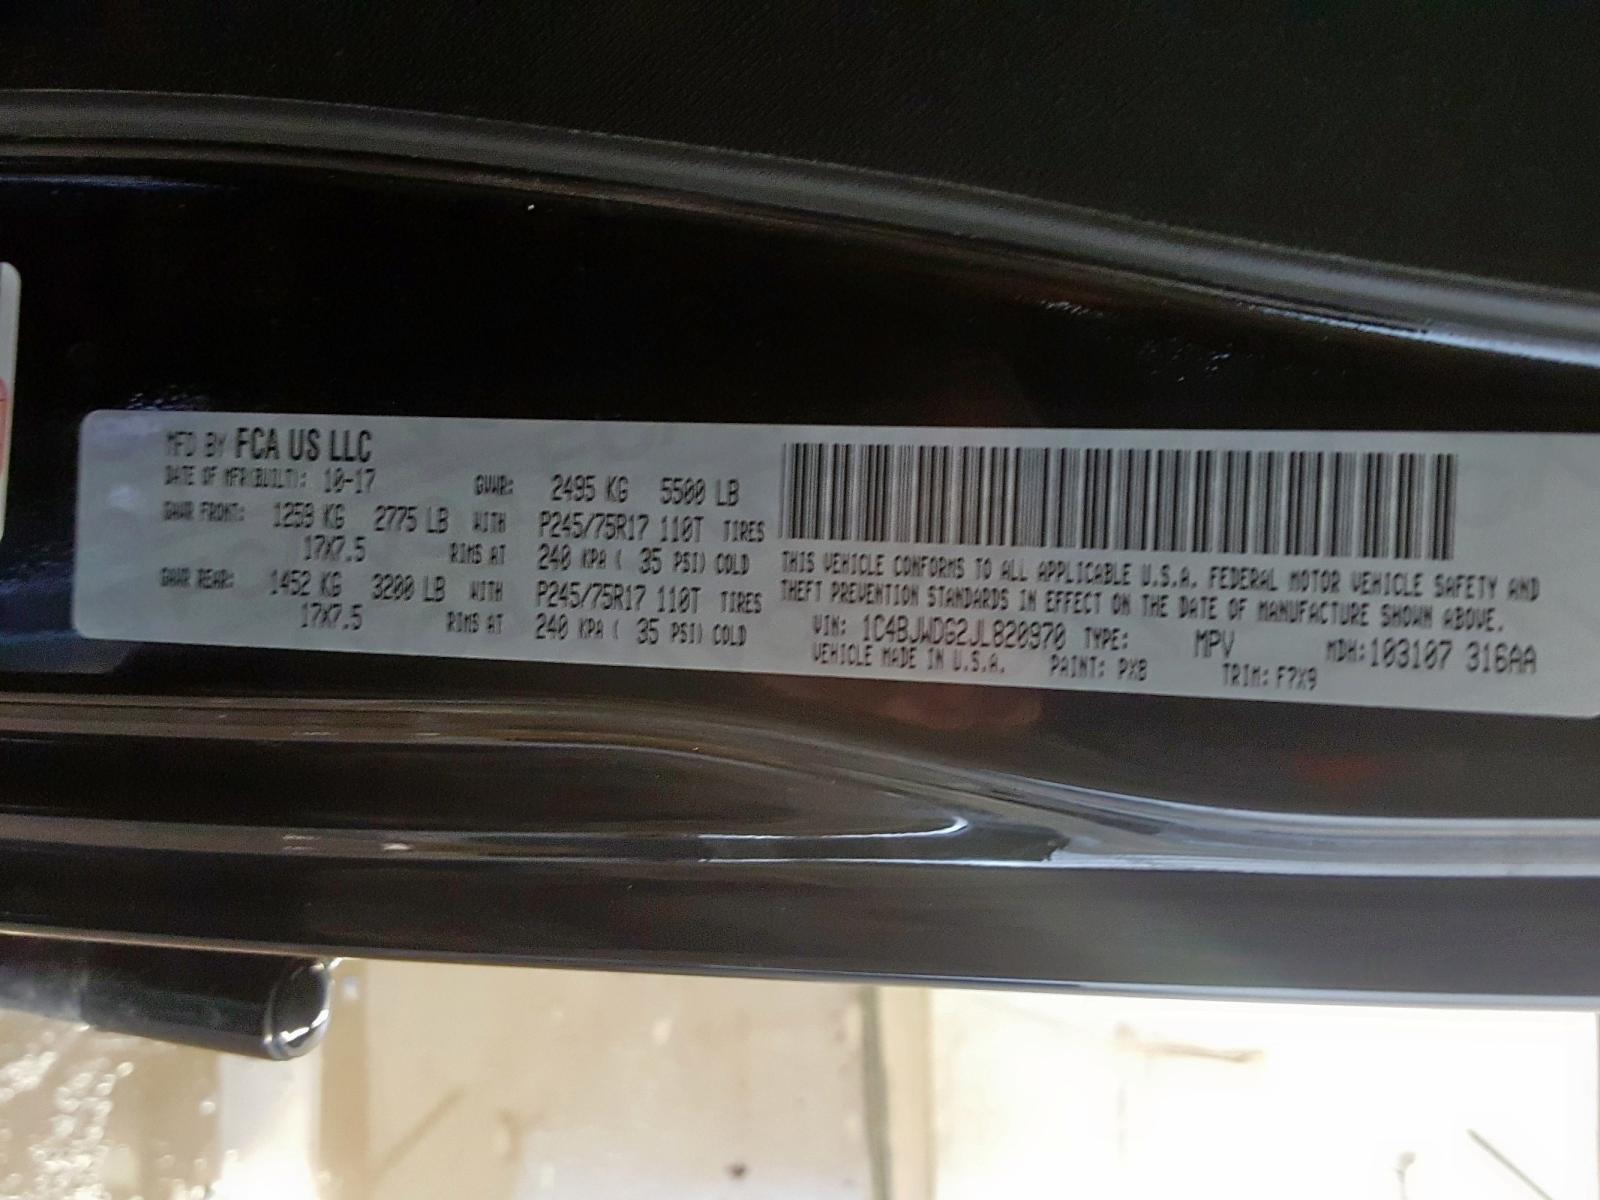 MFD BY FCA US LLC
DATE OF MFR(BUILT): 10-17 GVWR: 2495 KG 5500 LB
GAWR FRONT: 1259 KG 2775 LB WITH P245/75R17 110T TIRES
17X7.5 RIMS AT 240 KPA ( 35 PSI) COLD
GAWR REAR: 1452 KG 3200 LB WITH P245/75R17 110T TIRES
17X7.5 RIMS AT 240 KPA ( 35 PSI) COLD
THIS VEHICLE CONFORMS TO ALL APPLICABLE U.S.A. FEDERAL MOTOR VEHICLE SAFETY AND
THEFT PREVENTION STANDARDS IN EFFECT ON THE DATE OF MANUFACTURE SHOWN ABOVE.
VIN: 1C4BJWDG2JL820970 TYPE: MPV MDH: 103107 316AA
VEHICLE MADE IN U.S.A. PAINT: PX8 TRIM: F7X9